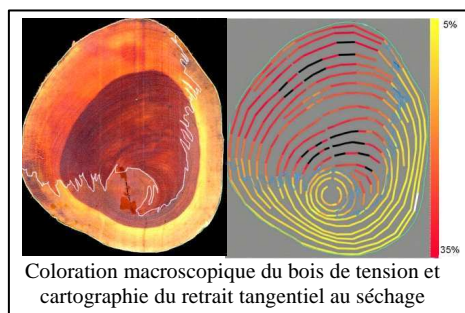 5%
35%
Coloration macroscopique du bois de tension et
cartographie du retrait tangentiel au séchage